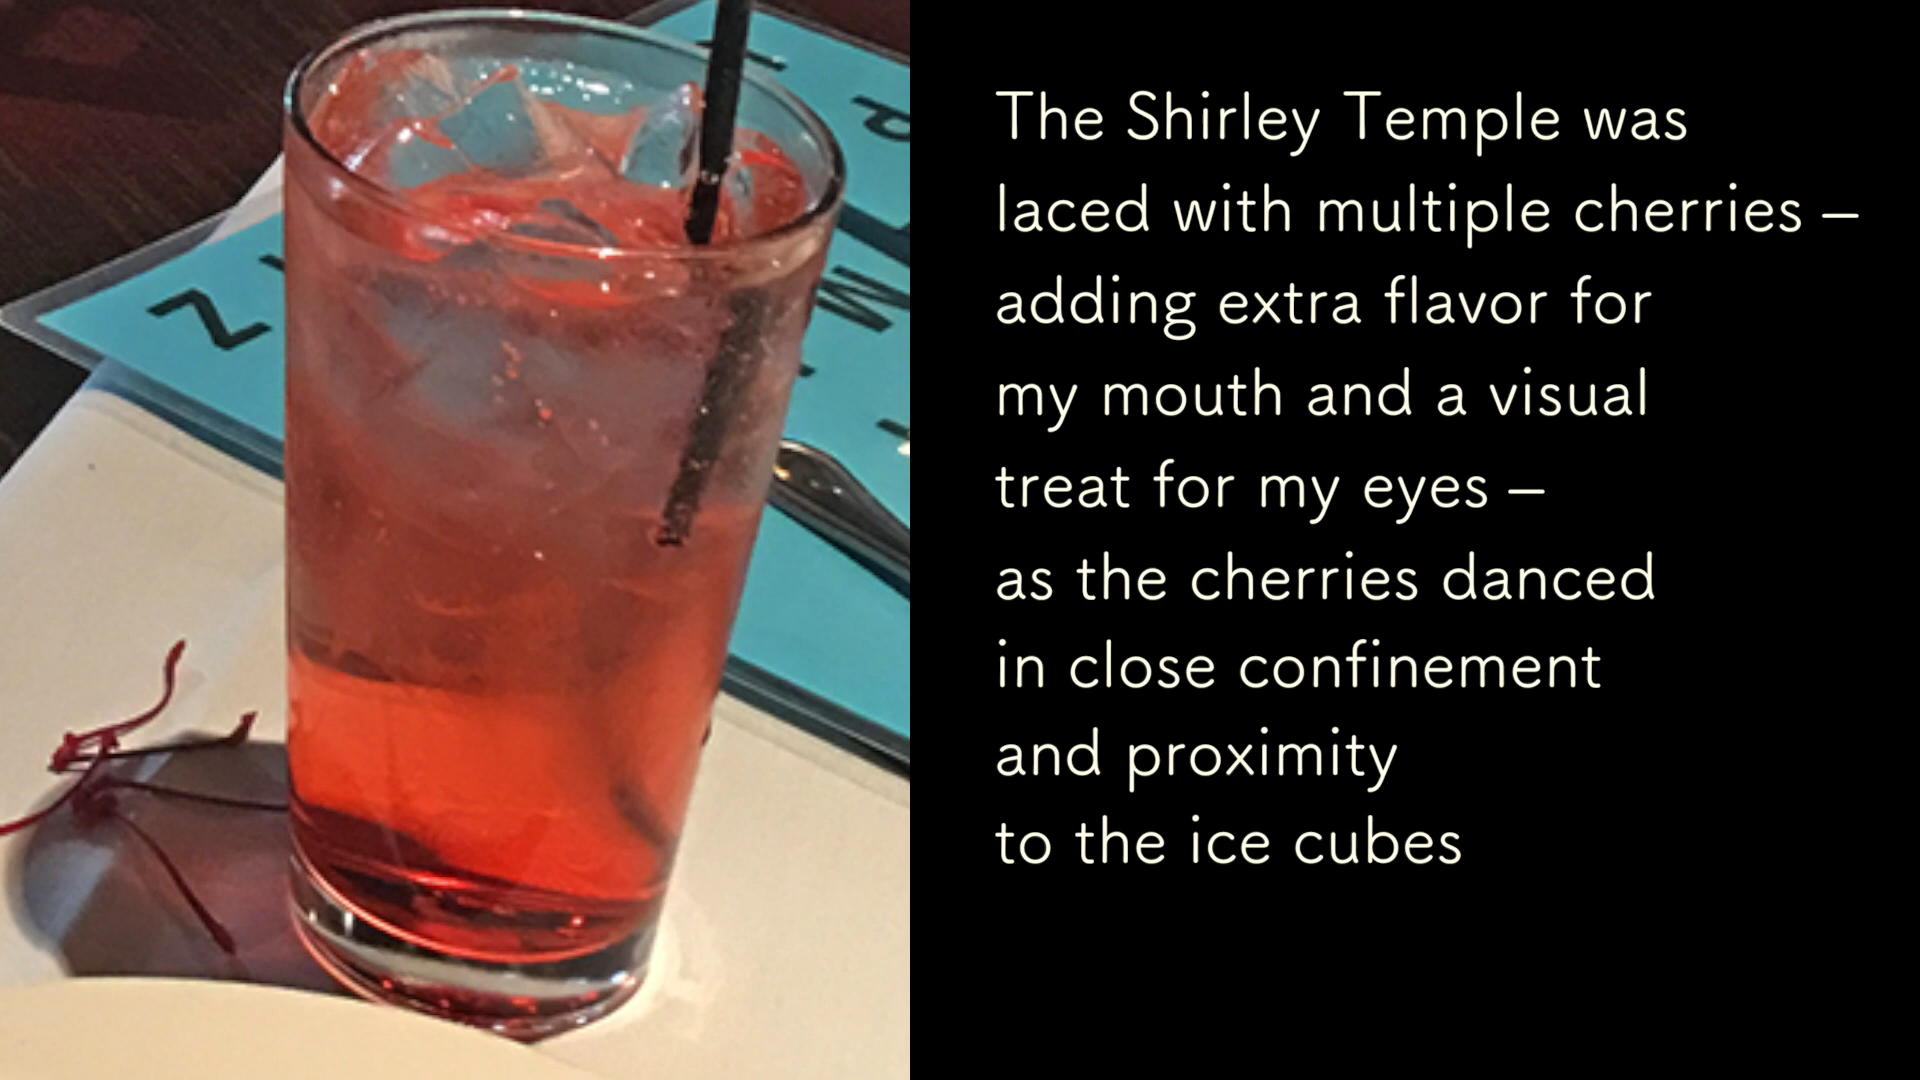 The Shirley Temple was
laced with multiple cherries –
adding extra flavor for
my mouth and a visual
treat for my eyes –
as the cherries danced
in close confinement
and proximity
to the ice cubes